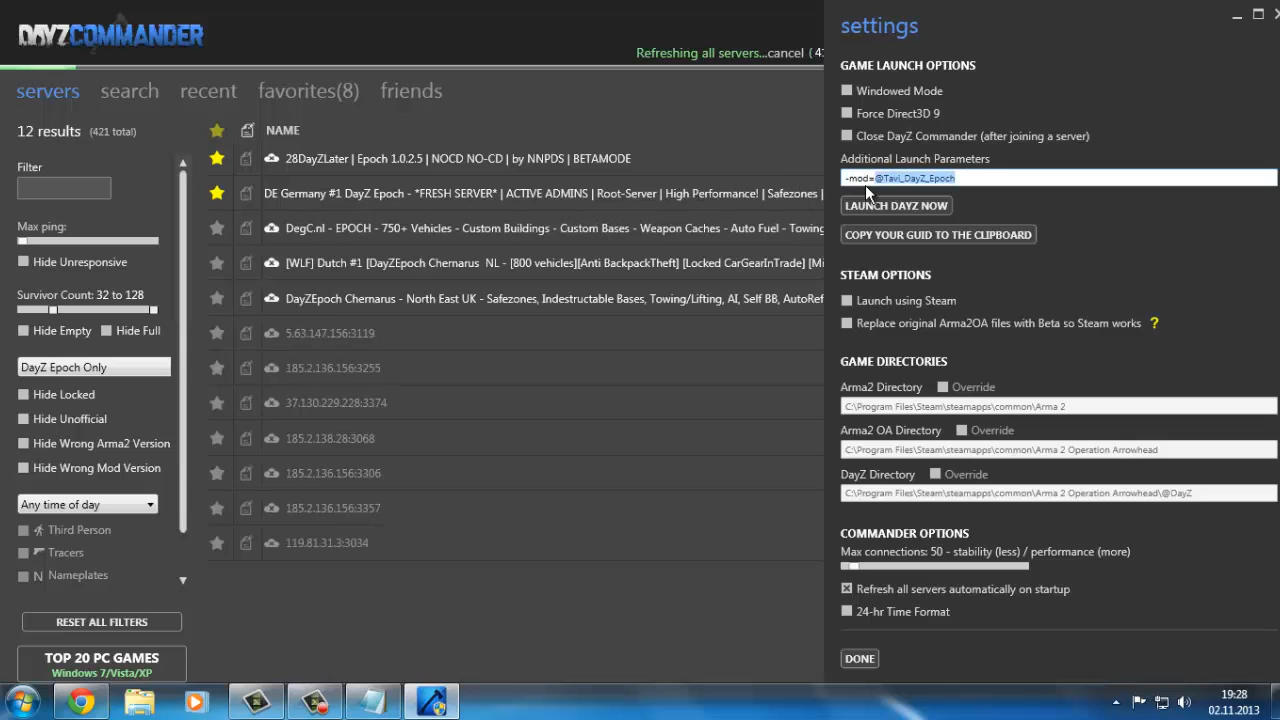 DAYZCOMMANDER
Refreshing all servers...cancel
servers
search
recent
favorites(8)
friends
12 results
(421 total)
NAME
Filter
Max ping:
Hide Unresponsive
Survivor Count: 32 to 128
Hide Empty
Hide Full
DayZ Epoch Only
Hide Locked
Hide Unofficial
Hide Wrong Arma2 Version
Hide Wrong Mod Version
Any time of day
Third Person
Tracers
N Nameplates
RESET ALL FILTERS
TOP 20 PC GAMES
Windows 7/Vista/XP
28DayZLater | Epoch 1.0.2.5 | NOCD NO-CD | by NNPDS | BETAMODE
DE Germany #1 DayZ Epoch - *FRESH SERVER* | ACTIVE ADMINS | Root-Server | High Performance! | Safezones |
DegC.nl - EPOCH - 750+ Vehicles - Custom Buildings - Custom Bases - Weapon Caches - Auto Fuel - Towing
[WLF] Dutch #1 [DayZEpoch Chernarus NL - [800 vehicles][Anti BackpackTheft] [Locked CarGearInTrade]
DayZEpoch Chernarus - North East UK - Safezones, Indestructable Bases, Towing/Lifting, AI, Self BB, AutoRef
5.63.147.156:3119
185.2.136.156:3255
37.130.229.228:3374
185.2.138.28:3068
185.2.136.156:3306
185.2.136.156:3357
119.81.31.3:3034
settings
GAME LAUNCH OPTIONS
Windowed Mode
Force Direct3D 9
Close DayZ Commander (after joining a server)
Additional Launch Parameters
-mod=@Tavi_DayZ_Epoch
LAUNCH DAYZ NOW
COPY YOUR GUID TO THE CLIPBOARD
STEAM OPTIONS
Launch using Steam
Replace original Arma2OA files with Beta so Steam works ?
GAME DIRECTORIES
Arma2 Directory
Override
C:\Program Files\Steam\steamapps\common\Arma 2
Arma2 OA Directory
Override
C:\Program Files\Steam\steamapps\common\Arma 2 Operation Arrowhead
DayZ Directory
Override
C:\Program Files\Steam\steamapps\common\Arma 2 Operation Arrowhead\@DayZ
COMMANDER OPTIONS
Max connections: 50 - stability (less) / performance (more)
Refresh all servers automatically on startup
24-hr Time Format
DONE
19:28
02.11.2013